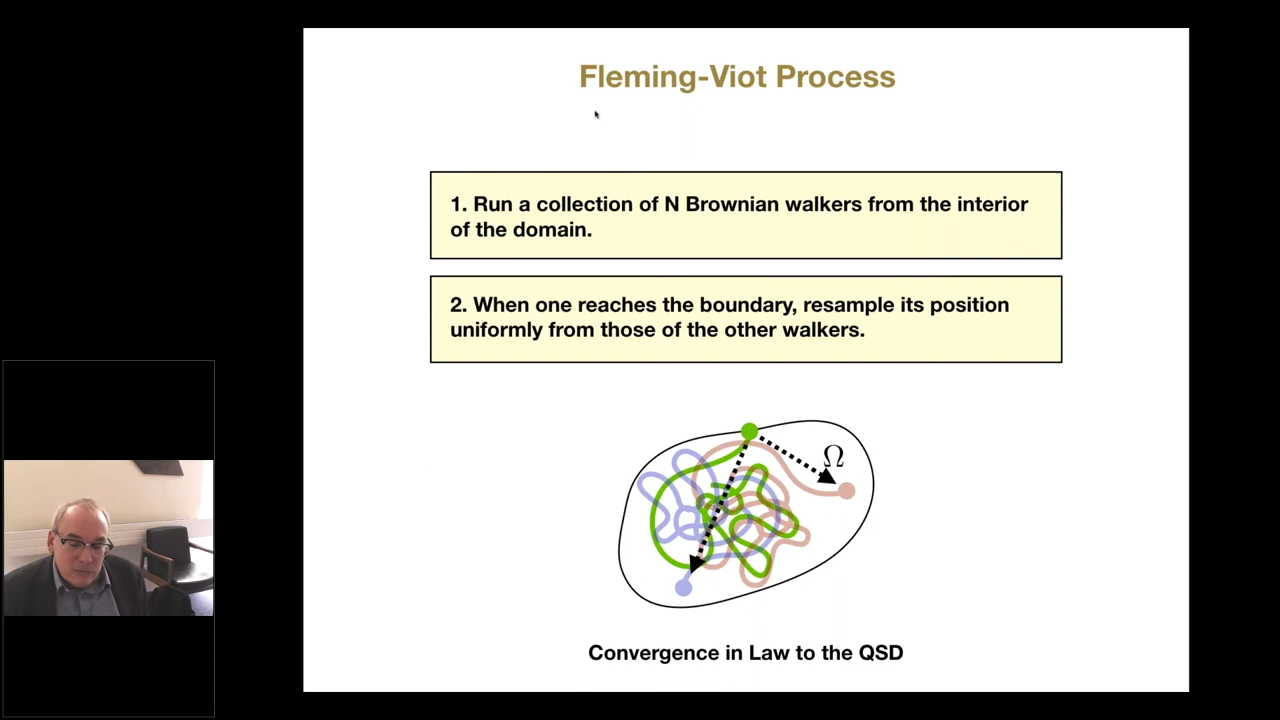 Fleming-Viot Process
1. Run a collection of N Brownian walkers from the interior
of the domain.
2. When one reaches the boundary, resample its position
uniformly from those of the other walkers.
Ω
Convergence in Law to the QSD